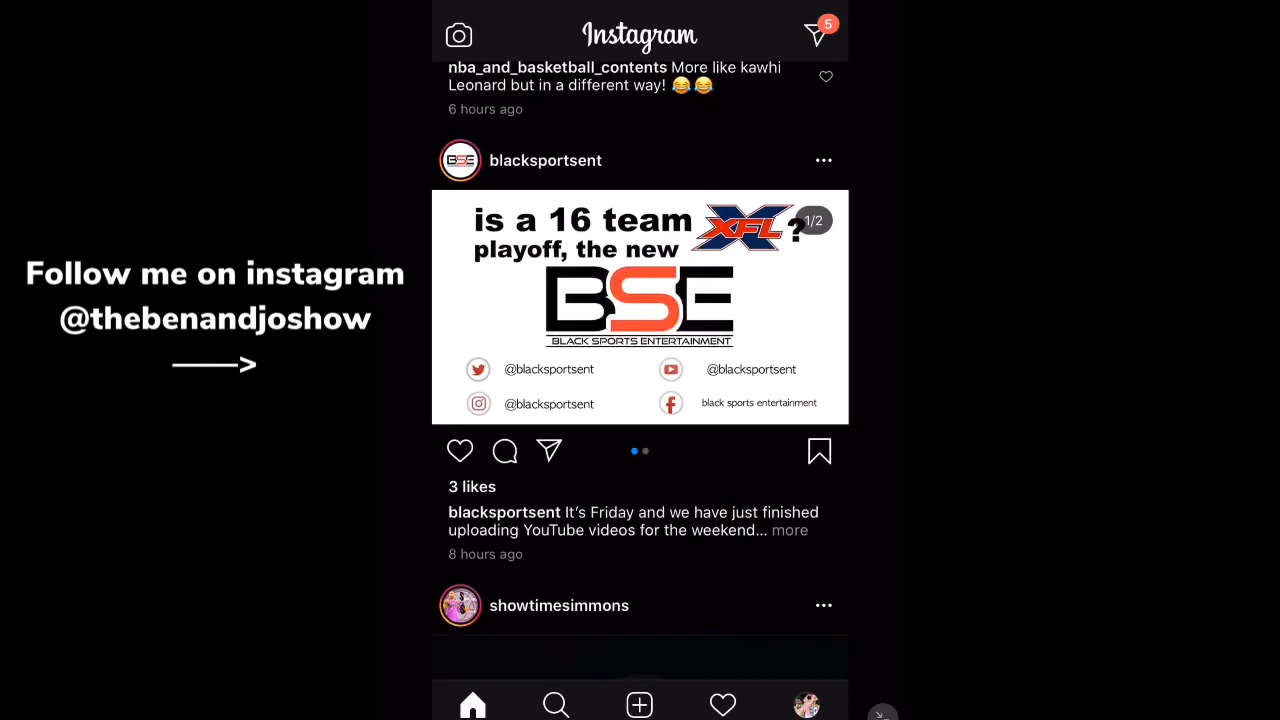 Instagram
5
nba_and_basketball_contents More like kawhi
Leonard but in a different way! 😂😂
6 hours ago
BSE
blacksportsent
is a 16 team XFL ?
1/2
playoff, the new
BSE
BLACK SPORTS ENTERTAINMENT
@blacksportsent
@blacksportsent
@blacksportsent
black sports entertainment
3 likes
blacksportsent It's Friday and we have just finished
uploading YouTube videos for the weekend... more
8 hours ago
showtimesimmons
Follow me on instagram
@thebenandjoshow
———>